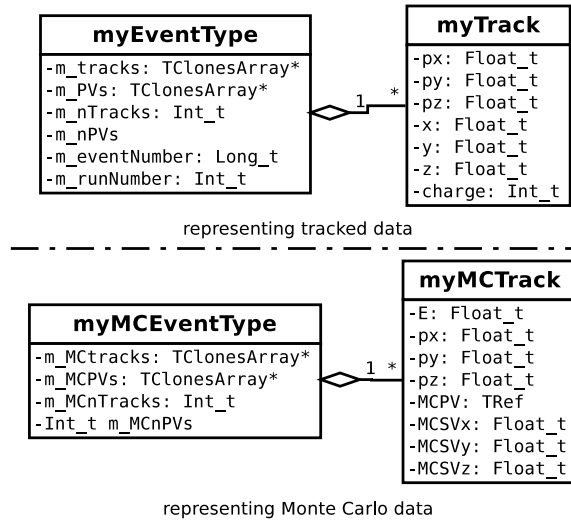 myEventType
-m_tracks: TClonesArray*
-m_PVs: TClonesArray*
-m_nTracks: Int_t
-m_nPVs
-m_eventNumber: Long_t
-m_runNumber: Int_t
1
*
myTrack
-px: Float_t
-py: Float_t
-pz: Float_t
-x: Float_t
-y: Float_t
-z: Float_t
-charge: Int_t
representing tracked data
myMCEventType
-m_MCtracks: TClonesArray*
-m_MCPVs: TClonesArray*
-m_MCnTracks: Int_t
-Int_t m_MCnPVs
1
*
myMCTrack
-E: Float_t
-px: Float_t
-py: Float_t
-pz: Float_t
-MCPV: TRef
-MCSVx: Float_t
-MCSVy: Float_t
-MCSVz: Float_t
representing Monte Carlo data